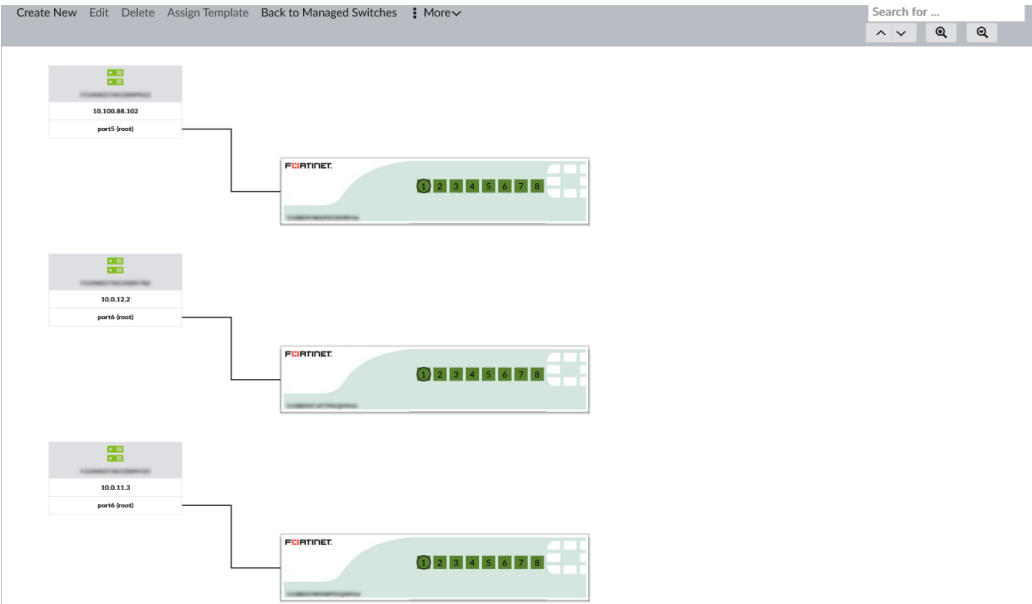 Create New Edit Delete Assign Template Back to Managed Switches More Search for ...
10.100.88.102
port5 (root)
FORTINET.
1 2 3 4 5 6 7 8
10.0.12.2
port6 (root)
FORTINET.
1 2 3 4 5 6 7 8
10.0.11.3
port6 (root)
FORTINET.
1 2 3 4 5 6 7 8